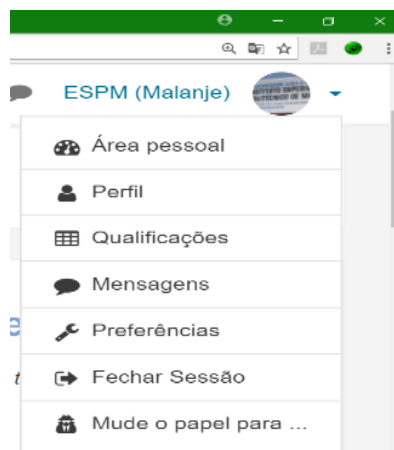 ESPM (Malanje)
Área pessoal
Perfil
Qualificações
Mensagens
Preferências
Fechar Sessão
Mude o papel para ...